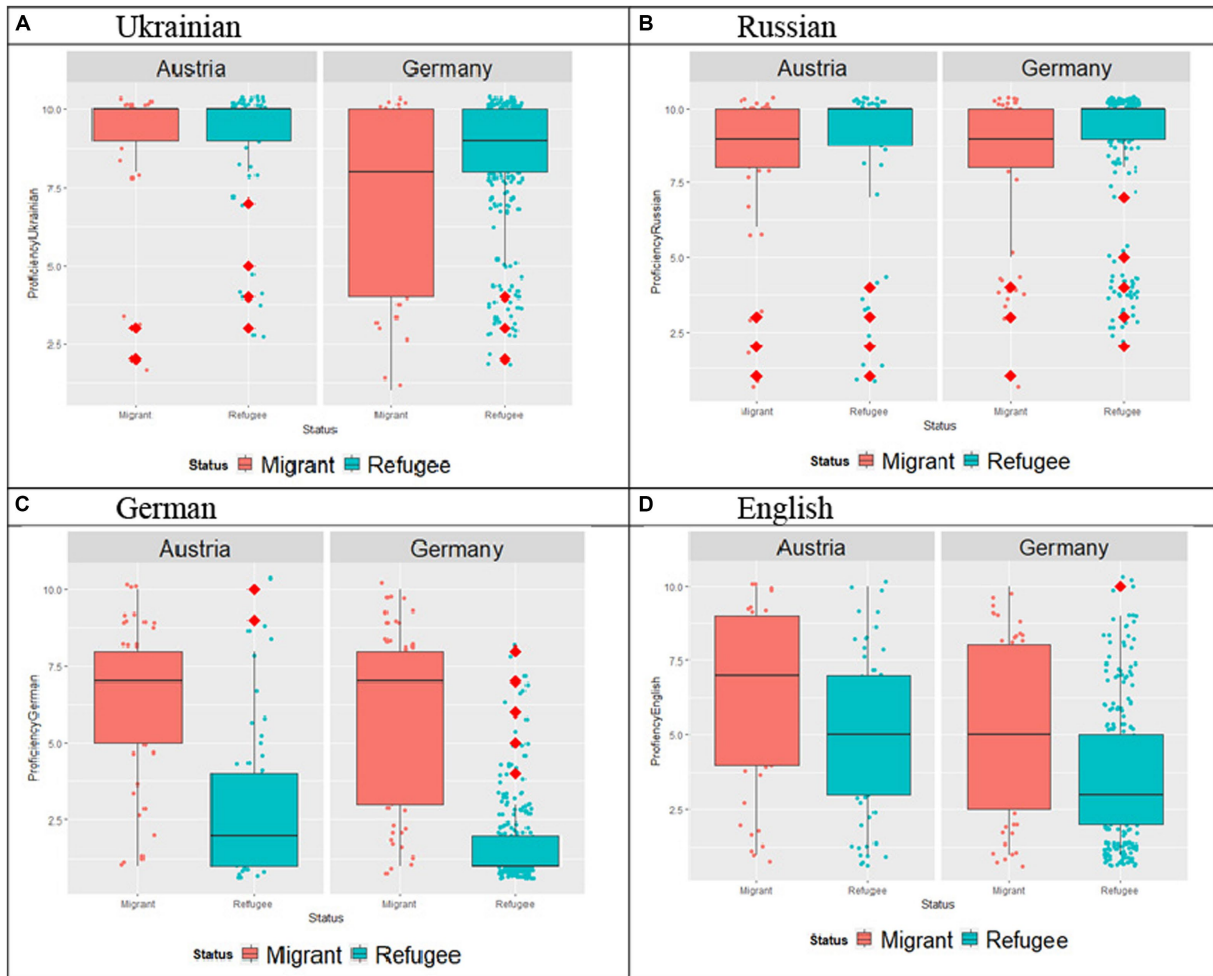 A Ukrainian
Austria Germany
ProficiencyUkrainian
10.0
7.5
5.0
2.5
Migrant Refugee Migrant Refugee
Status
Status Migrant Refugee
B Russian
Austria Germany
ProficiencyRussian
10.0
7.5
5.0
2.5
Migrant Refugee Migrant Refugee
Status
Status Migrant Refugee
C German
Austria Germany
ProficiencyGerman
10.0
7.5
5.0
2.5
Migrant Refugee Migrant Refugee
Status
Status Migrant Refugee
D English
Austria Germany
ProfiencyEnglish
10.0
7.5
5.0
2.5
Migrant Refugee Migrant Refugee
Status
Status Migrant Refugee